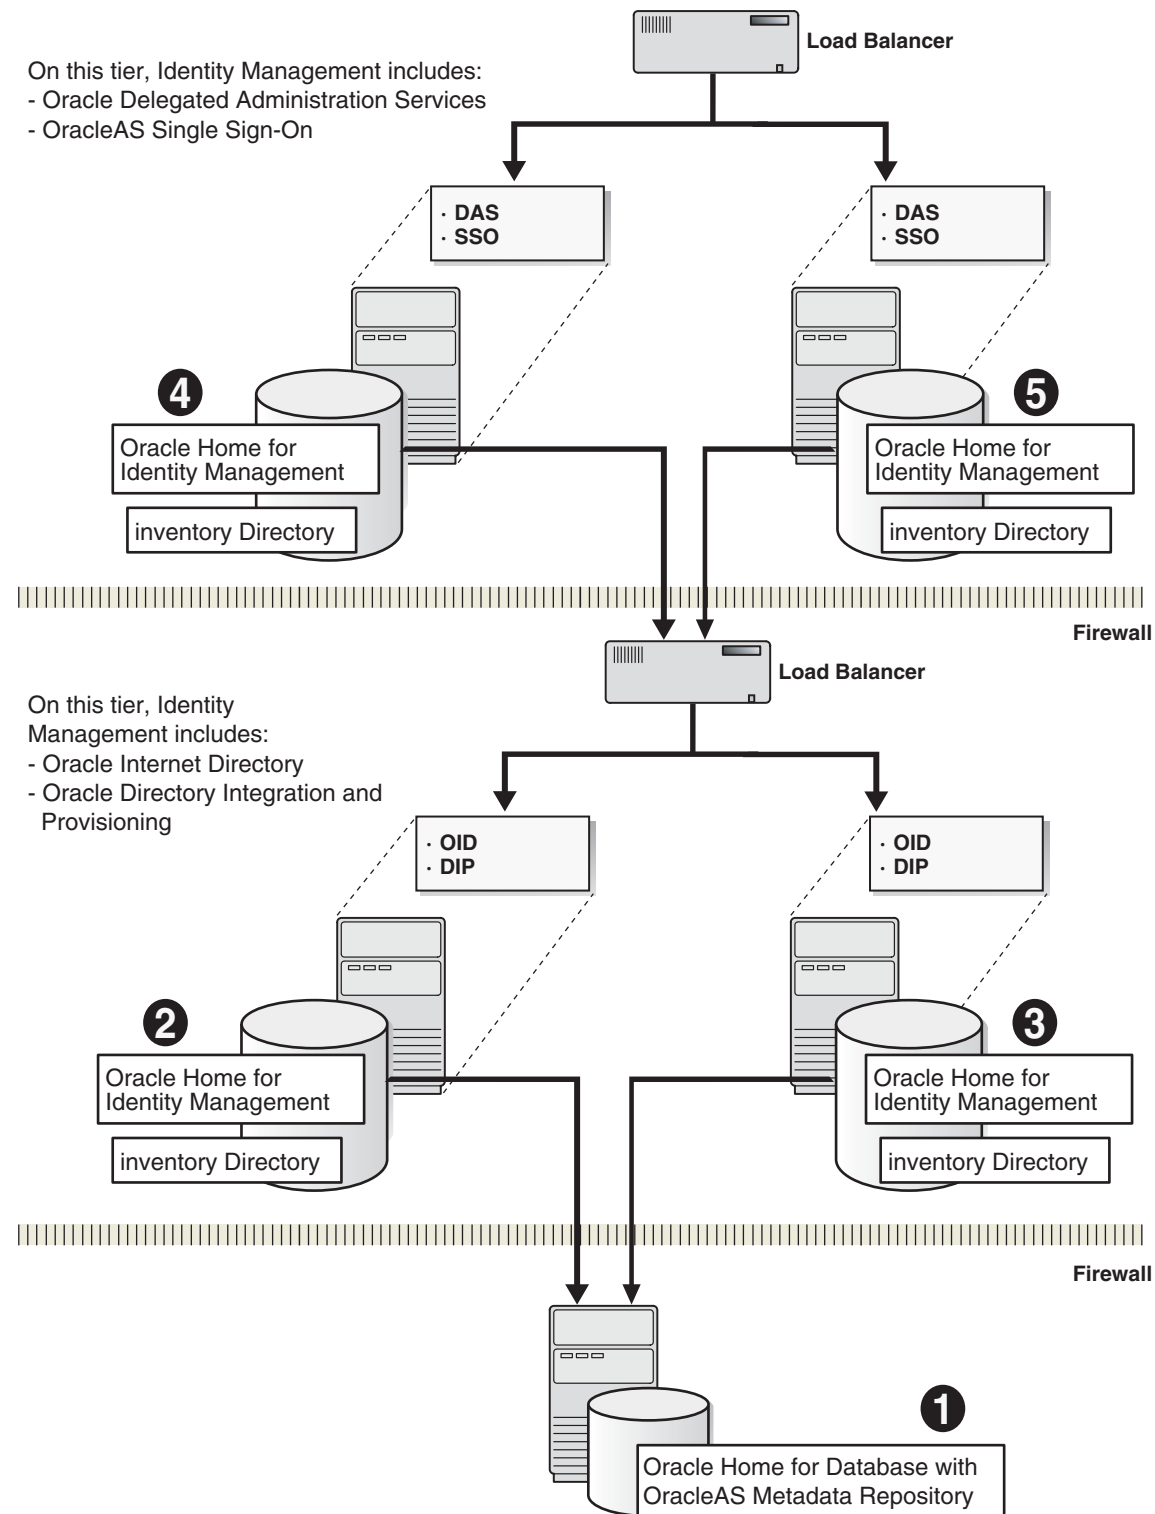 Load Balancer
On this tier, Identity Management includes:
- Oracle Delegated Administration Services
- OracleAS Single Sign-On
· DAS
· SSO
· DAS
· SSO
4
Oracle Home for
Identity Management
inventory Directory
5
Oracle Home for
Identity Management
inventory Directory
Firewall
Load Balancer
On this tier, Identity
Management includes:
- Oracle Internet Directory
- Oracle Directory Integration and
Provisioning
· OID
· DIP
· OID
· DIP
2
Oracle Home for
Identity Management
inventory Directory
3
Oracle Home for
Identity Management
inventory Directory
Firewall
1
Oracle Home for Database with
OracleAS Metadata Repository